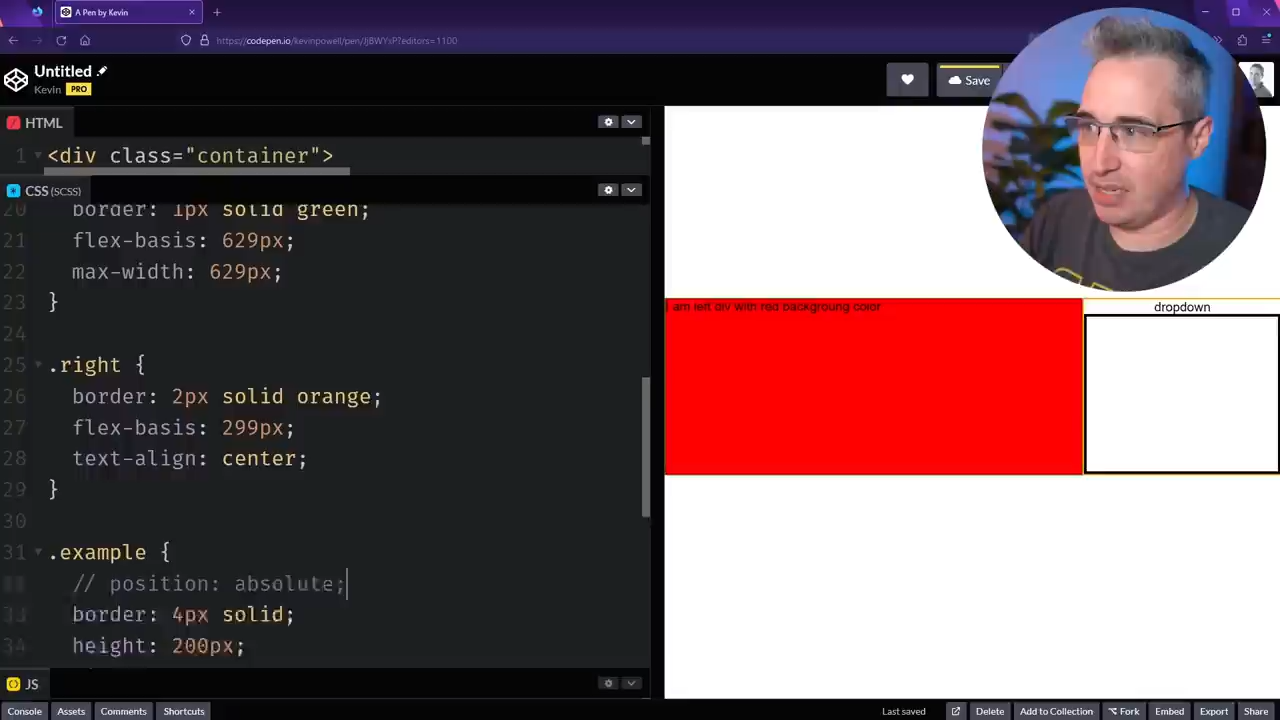 A Pen by Kevin
https://codepen.io/kevinpowell/pen/JjBWYsP?editors=1100
Untitled
Kevin PRO
Save
HTML
1 <div class="container">
CSS (SCSS)
20 border: 1px solid green;
21 flex-basis: 629px;
22 max-width: 629px;
23 }
24
25 .right {
26 border: 2px solid orange;
27 flex-basis: 299px;
28 text-align: center;
29 }
30
31 .example {
// position: absolute;
border: 4px solid;
34 height: 200px;
I am left div with red backgroung color
dropdown
JS
Console Assets Comments Shortcuts Last saved Delete Add to Collection Fork Embed Export Share